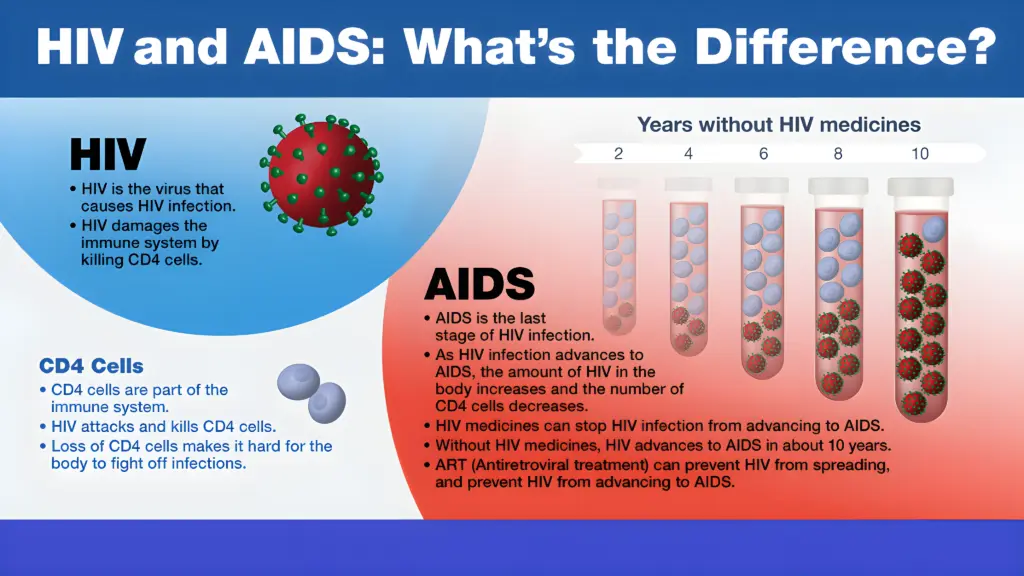 HIV and AIDS: What's the Difference?
HIV
• HIV is the virus that
causes HIV infection.
• HIV damages the
immune system by
killing CD4 cells.
CD4 Cells
• CD4 cells are part of the
immune system.
• HIV attacks and kills CD4 cells.
• Loss of CD4 cells makes it hard for the
body to fight off infections.
Years without HIV medicines
2 4 6 8 10
AIDS
• AIDS is the last
stage of HIV infection.
• As HIV infection advances to
AIDS, the amount of HIV in the
body increases and the number of
CD4 cells decreases.
• HIV medicines can stop HIV infection from advancing to AIDS.
• Without HIV medicines, HIV advances to AIDS in about 10 years.
• ART (Antiretroviral treatment) can prevent HIV from spreading,
and prevent HIV from advancing to AIDS.